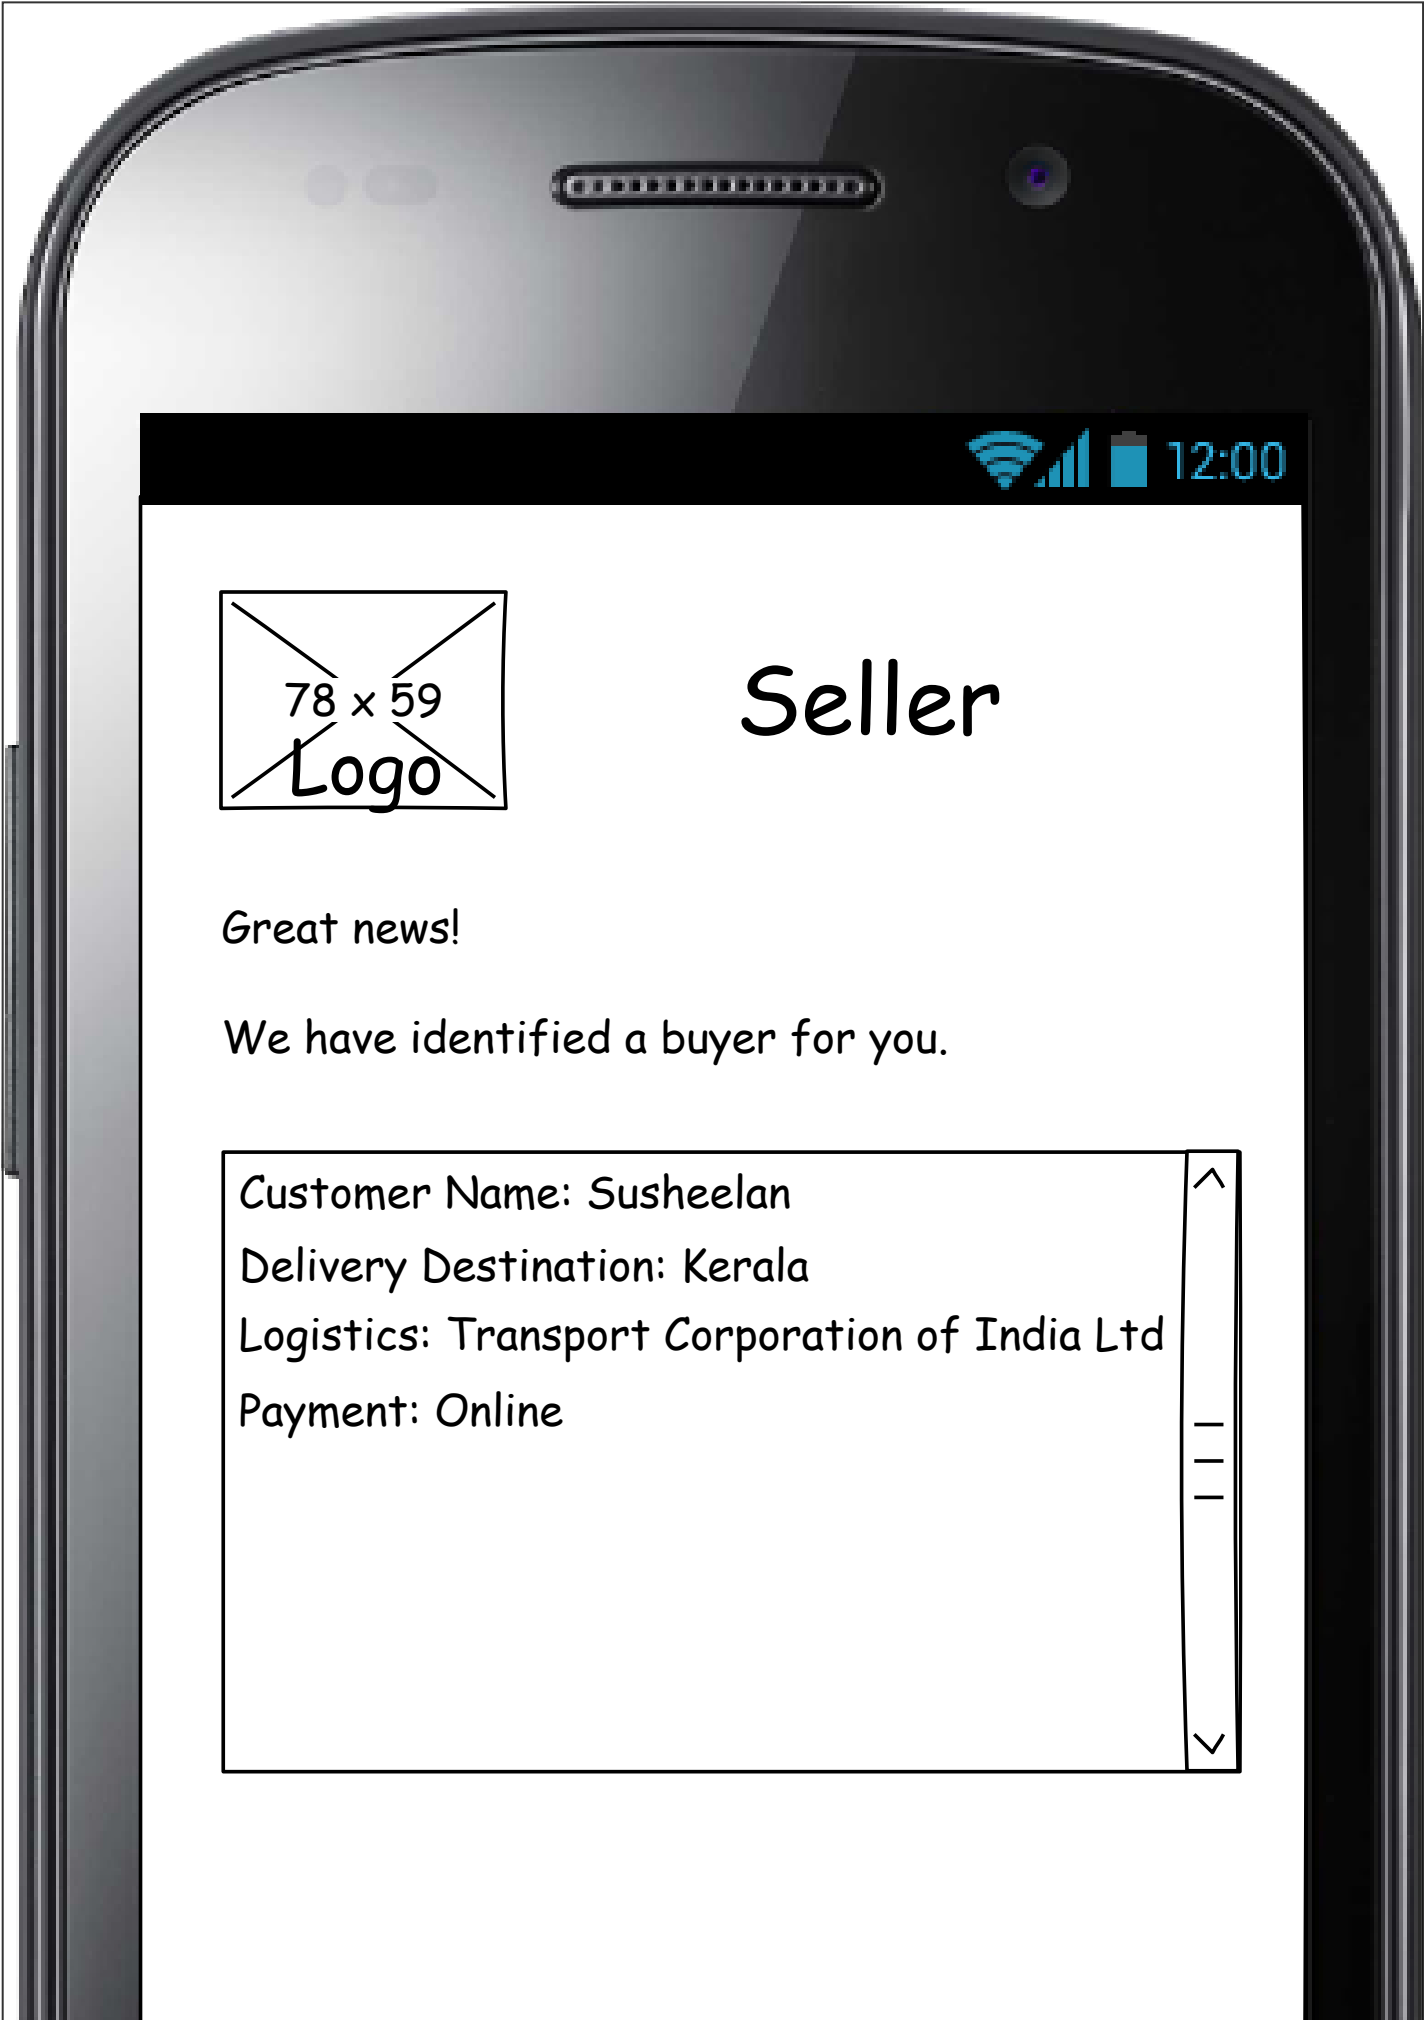 12:00
78 x 59
Logo
Seller
Great news!
We have identified a buyer for you.
Customer Name: Susheelan
Delivery Destination: Kerala
Logistics: Transport Corporation of India Ltd
Payment: Online